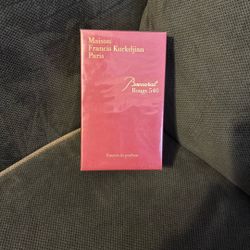 Maison
Francis Kurkdjian
Paris
Baccarat
Rouge 540
Extrait de parfum